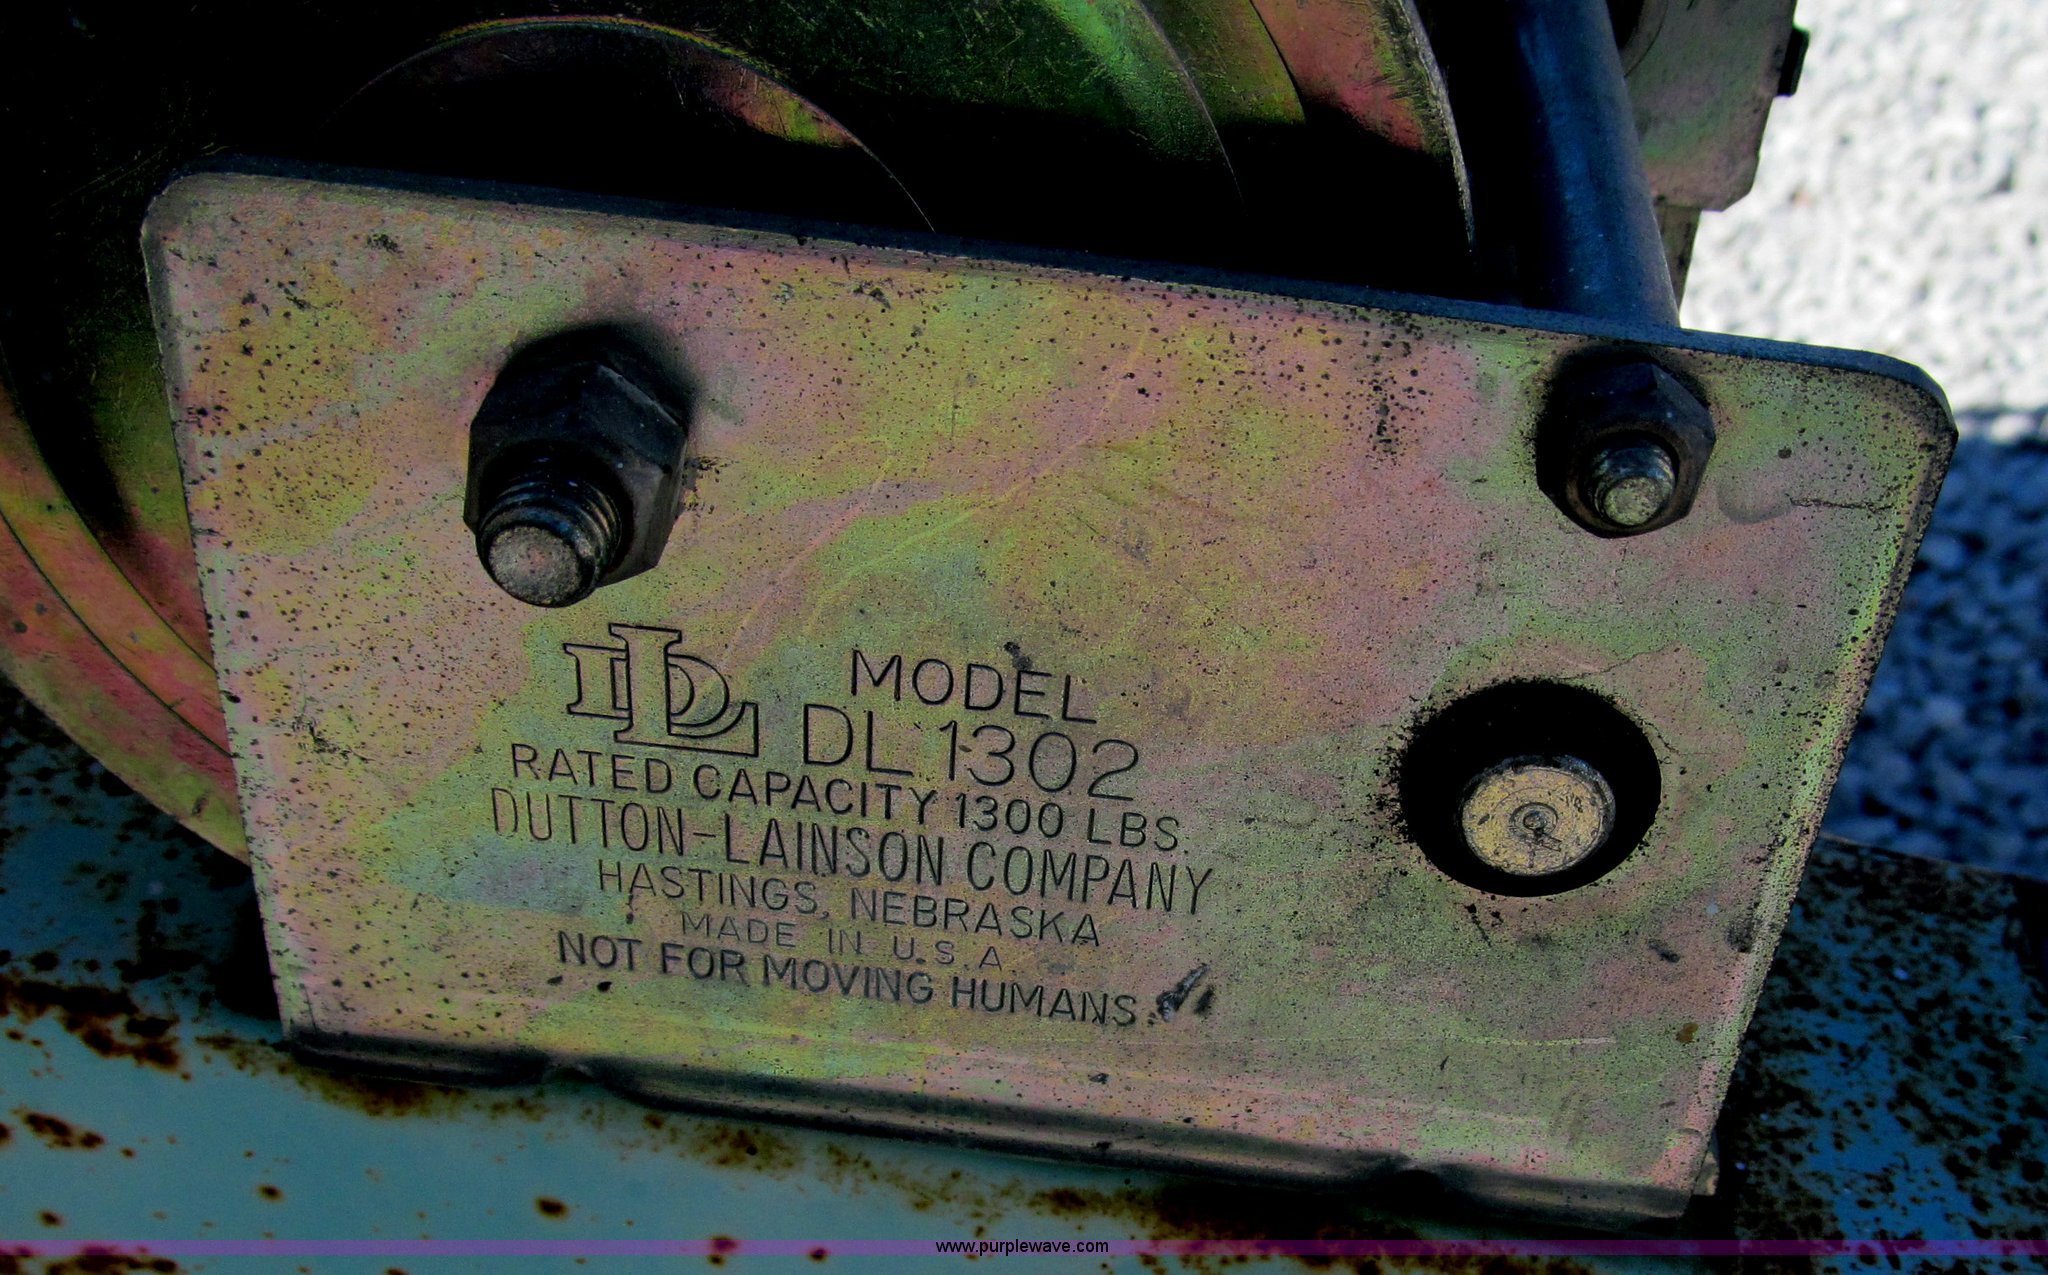 DL
MODEL
DL 1302
RATED CAPACITY 1300 LBS.
DUTTON-LAINSON COMPANY
HASTINGS, NEBRASKA
MADE IN U.S.A.
NOT FOR MOVING HUMANS
www.purplewave.com